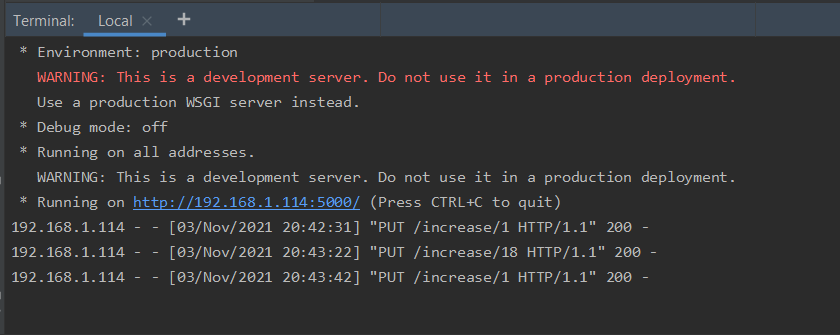 Terminal: Local × +
* Environment: production
WARNING: This is a development server. Do not use it in a production deployment.
Use a production WSGI server instead.
* Debug mode: off
* Running on all addresses.
WARNING: This is a development server. Do not use it in a production deployment.
* Running on http://192.168.1.114:5000/ (Press CTRL+C to quit)
192.168.1.114 - - [03/Nov/2021 20:42:31] "PUT /increase/1 HTTP/1.1" 200 -
192.168.1.114 - - [03/Nov/2021 20:43:22] "PUT /increase/18 HTTP/1.1" 200 -
192.168.1.114 - - [03/Nov/2021 20:43:42] "PUT /increase/1 HTTP/1.1" 200 -